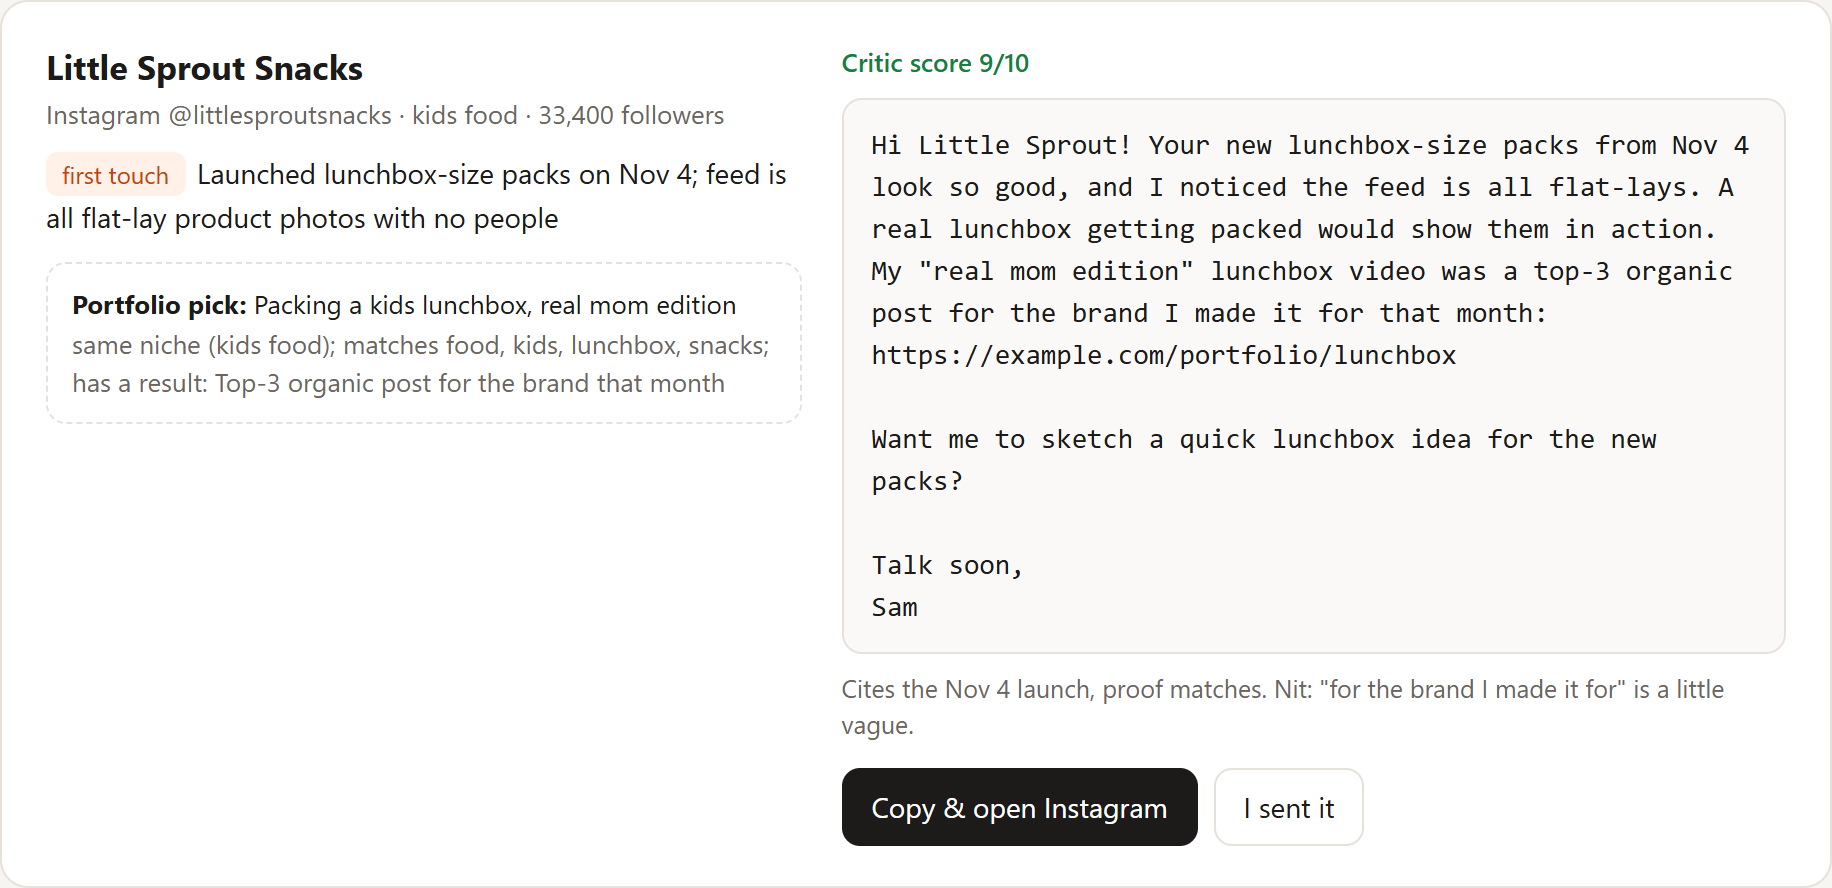 Little Sprout Snacks
Instagram @littlesproutsnacks · kids food · 33,400 followers
first touch Launched lunchbox-size packs on Nov 4; feed is
all flat-lay product photos with no people
Portfolio pick: Packing a kids lunchbox, real mom edition
same niche (kids food); matches food, kids, lunchbox, snacks;
has a result: Top-3 organic post for the brand that month
Critic score 9/10
Hi Little Sprout! Your new lunchbox-size packs from Nov 4
look so good, and I noticed the feed is all flat-lays. A
real lunchbox getting packed would show them in action.
My "real mom edition" lunchbox video was a top-3 organic
post for the brand I made it for that month:
https://example.com/portfolio/lunchbox
Want me to sketch a quick lunchbox idea for the new
packs?
Talk soon,
Sam
Cites the Nov 4 launch, proof matches. Nit: "for the brand I made it for" is a little
vague.
Copy & open Instagram
I sent it